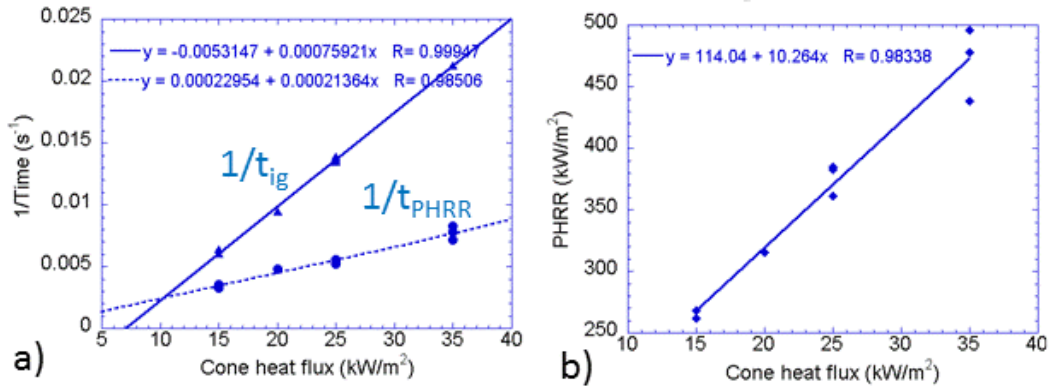 0.025
y = -0.0053147 + 0.00075921x   R= 0.99947
y = 0.00022954 + 0.00021364x   R= 0.98506
0.02
0.015
1/Time (s⁻¹)
1/t_ig
0.01
1/t_PHRR
0.005
0
5 10 15 20 25 30 35 40
a)
Cone heat flux (kW/m²)
500
y = 114.04 + 10.264x   R= 0.98338
450
400
PHRR (kW/m²)
350
300
250
10 15 20 25 30 35 40
b)
Cone heat flux (kW/m²)